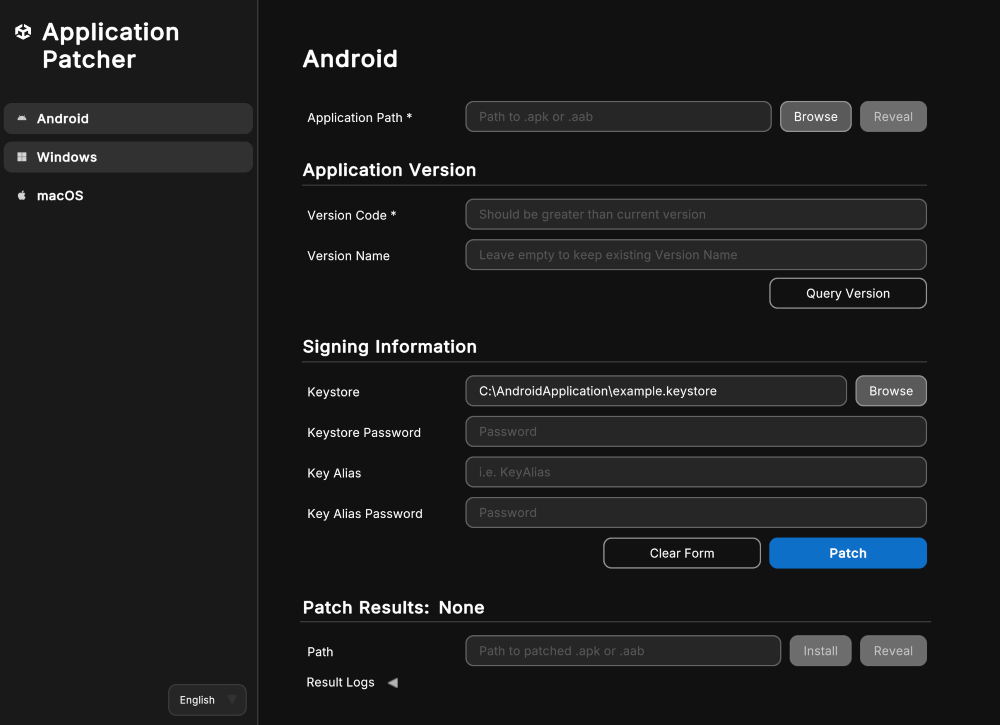 Application
Patcher
Android
Windows
macOS
English
Android
Application Path * Path to .apk or .aab Browse Reveal
Application Version
Version Code * Should be greater than current version
Version Name Leave empty to keep existing Version Name
Query Version
Signing Information
Keystore C:\AndroidApplication\example.keystore Browse
Keystore Password Password
Key Alias i.e. KeyAlias
Key Alias Password Password
Clear Form Patch
Patch Results: None
Path Path to patched .apk or .aab Install Reveal
Result Logs